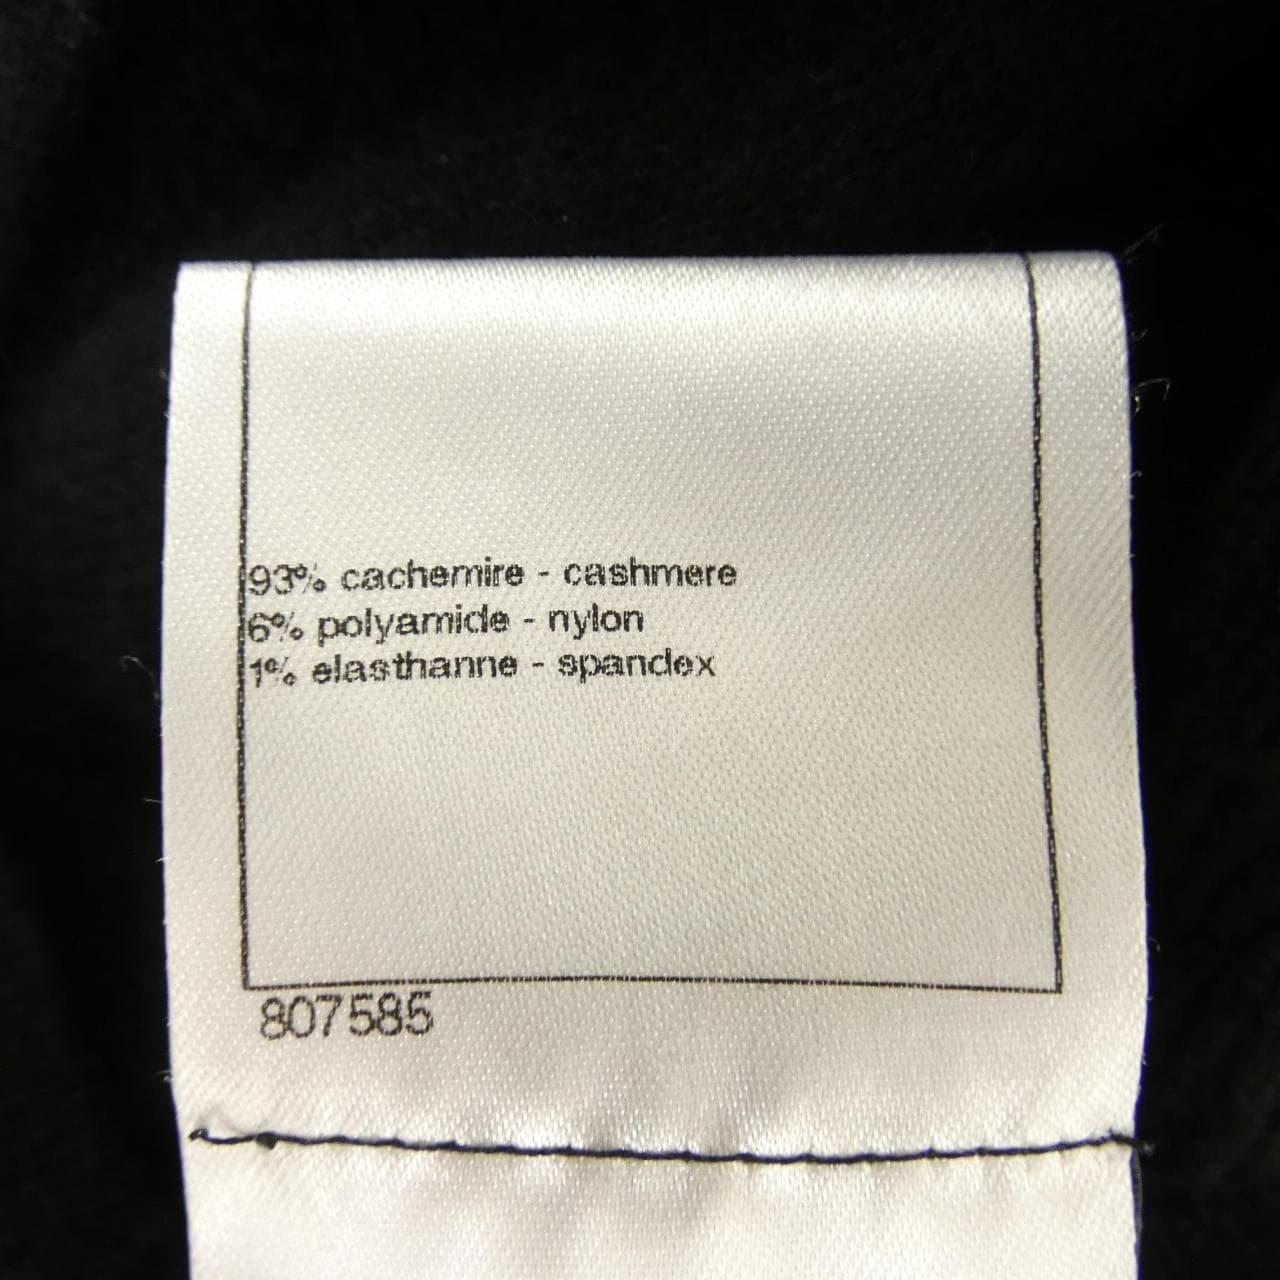 93% cachemire - cashmere
6% polyamide - nylon
1% elasthanne - spandex
807585